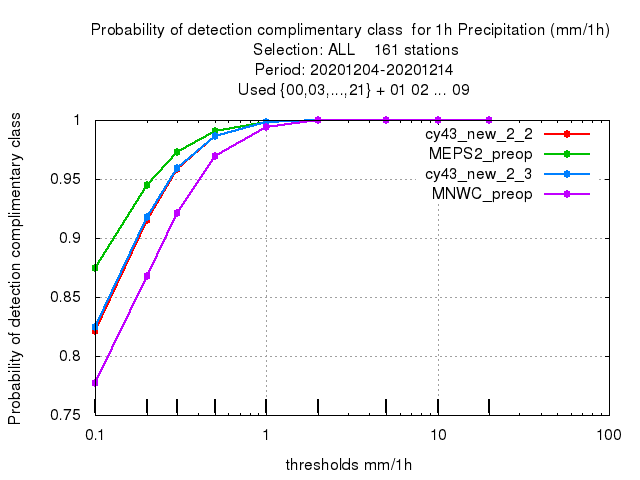 Probability of detection complimentary class  for 1h Precipitation (mm/1h)
Selection: ALL    161 stations
Period: 20201204-20201214
Used {00,03,...,21} + 01 02 ... 09
Probability of detection complimentary class
1
0.95
0.9
0.85
0.8
0.75
cy43_new_2_2
MEPS2_preop
cy43_new_2_3
MNWC_preop
0.1 1 10 100
thresholds mm/1h